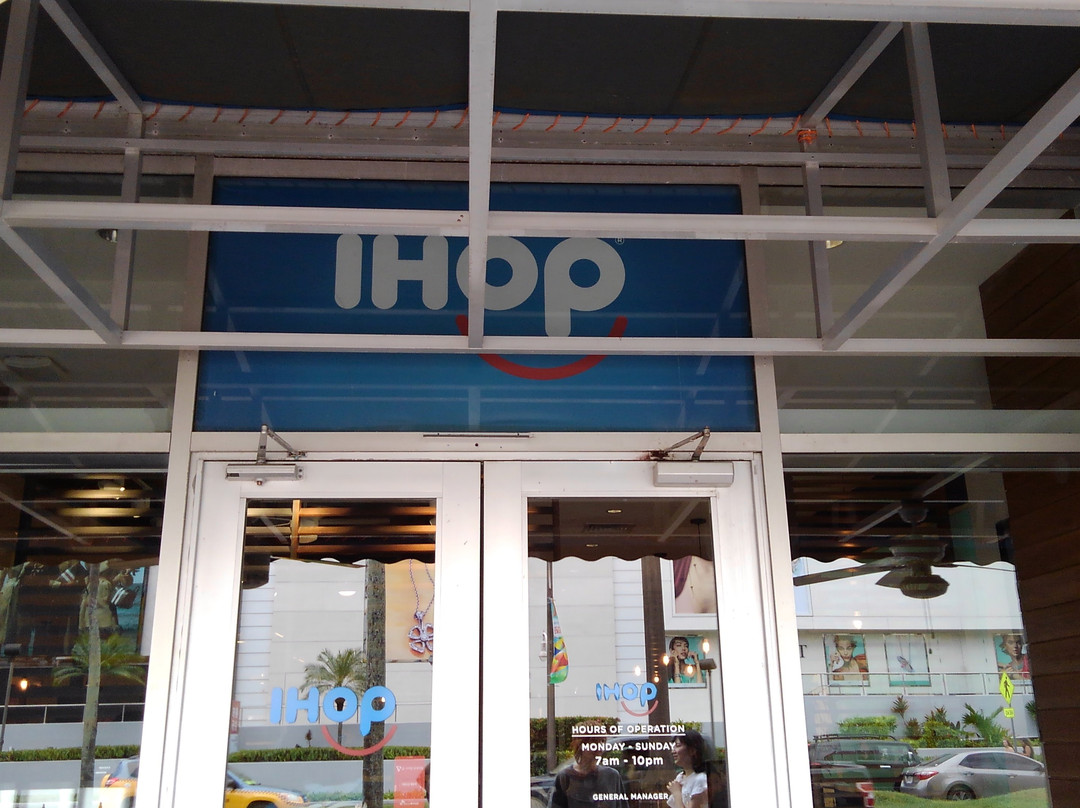 IHOP®
IHOP
IHOP
HOURS OF OPERATION
MONDAY - SUNDAY
7am - 10pm
GENERAL MANAGER